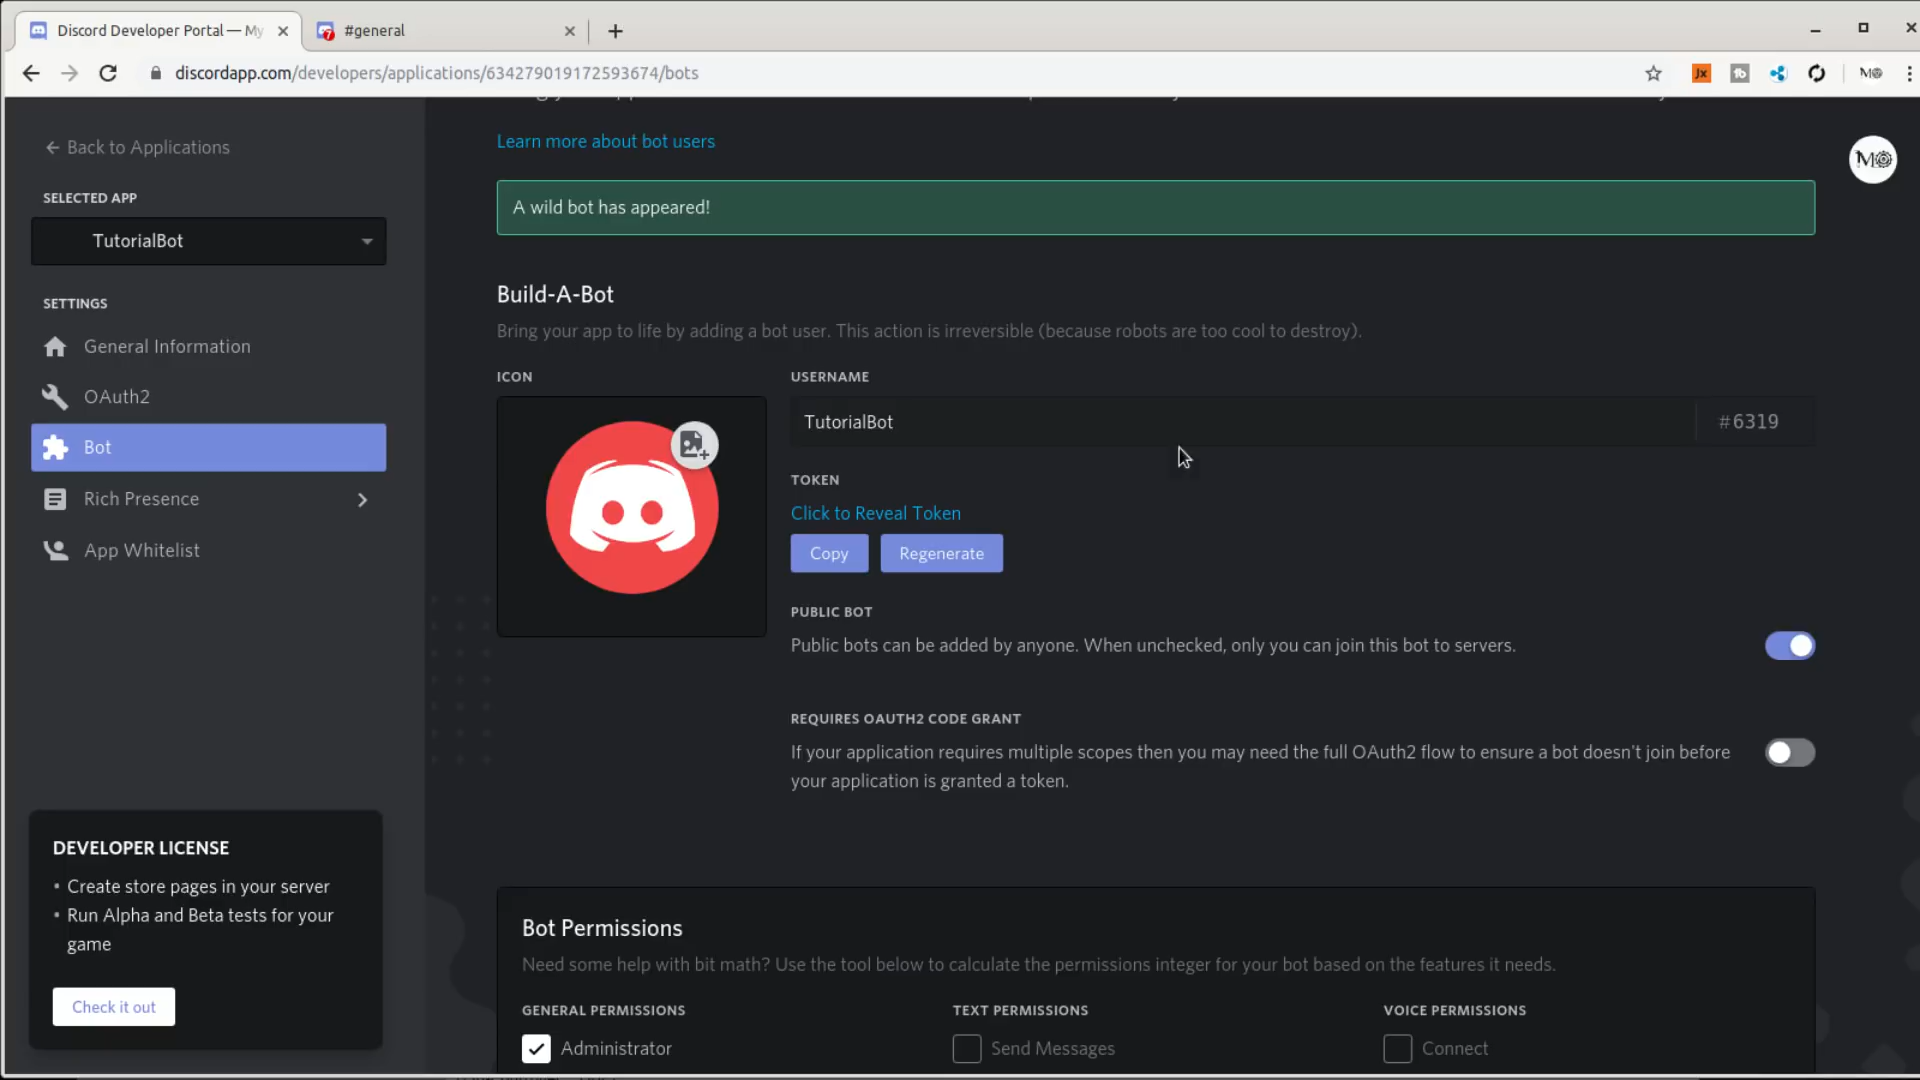 Discord Developer Portal — My
#general
discordapp.com/developers/applications/634279019172593674/bots
Jx
M
Back to Applications
SELECTED APP
TutorialBot
SETTINGS
General Information
OAuth2
Bot
Rich Presence
App Whitelist
DEVELOPER LICENSE
• Create store pages in your server
• Run Alpha and Beta tests for your
game
Check it out
Learn more about bot users
A wild bot has appeared!
Build-A-Bot
Bring your app to life by adding a bot user. This action is irreversible (because robots are too cool to destroy).
ICON
USERNAME
TutorialBot
#6319
TOKEN
Click to Reveal Token
Copy
Regenerate
PUBLIC BOT
Public bots can be added by anyone. When unchecked, only you can join this bot to servers.
REQUIRES OAUTH2 CODE GRANT
If your application requires multiple scopes then you may need the full OAuth2 flow to ensure a bot doesn't join before
your application is granted a token.
Bot Permissions
Need some help with bit math? Use the tool below to calculate the permissions integer for your bot based on the features it needs.
GENERAL PERMISSIONS
TEXT PERMISSIONS
VOICE PERMISSIONS
Administrator
Send Messages
Connect